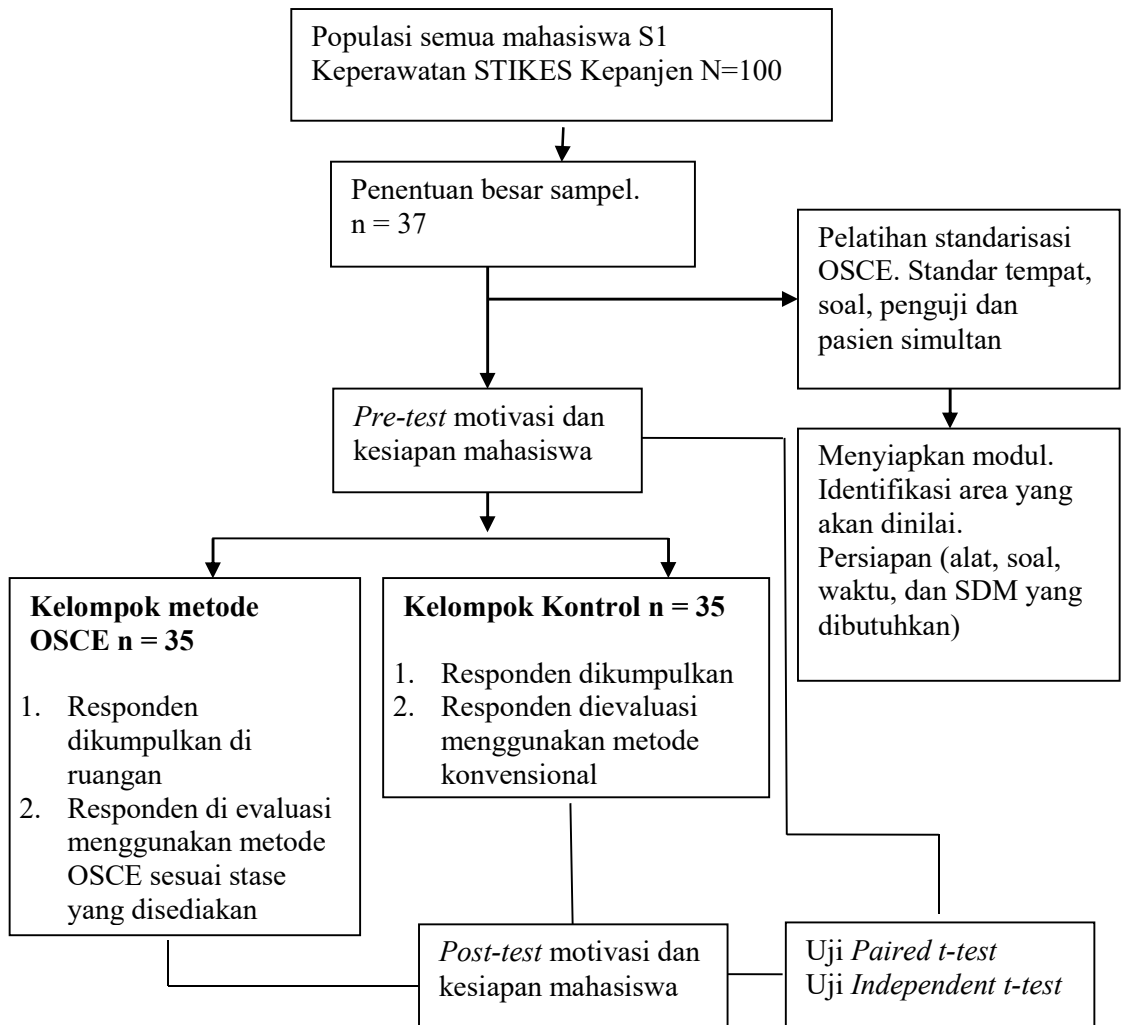 Populasi semua mahasiswa S1
Keperawatan STIKES Kepanjen N=100
Penentuan besar sampel.
n = 37
Pelatihan standarisasi
OSCE. Standar tempat,
soal, penguji dan
pasien simultan
Pre-test motivasi dan
kesiapan mahasiswa
Menyiapkan modul.
Identifikasi area yang
akan dinilai.
Persiapan (alat, soal,
waktu, dan SDM yang
dibutuhkan)
Kelompok metode
OSCE n = 35
1. Responden
dikumpulkan di
ruangan
2. Responden di evaluasi
menggunakan metode
OSCE sesuai stase
yang disediakan
Kelompok Kontrol n = 35
1. Responden dikumpulkan
2. Responden dievaluasi
menggunakan metode
konvensional
Post-test motivasi dan
kesiapan mahasiswa
Uji Paired t-test
Uji Independent t-test